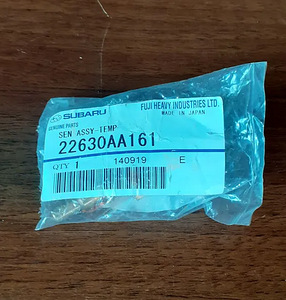 SUBARU
FUJI HEAVY INDUSTRIES LTD.
MADE IN JAPAN
GENUINE PARTS
SEN ASSY-TEMP
22630AA161
QTY 1 140919 E